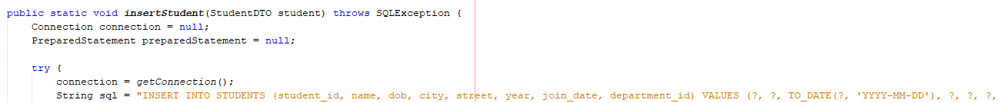 public static void insertStudent(StudentDTO student) throws SQLException {
Connection connection = null;
PreparedStatement preparedStatement = null;
try {
connection = getConnection();
String sql = "INSERT INTO STUDENTS (student_id, name, dob, city, street, year, join_date, department_id) VALUES (?, ?, TO_DATE(?, 'YYYY-MM-DD'), ?, ?, ?,